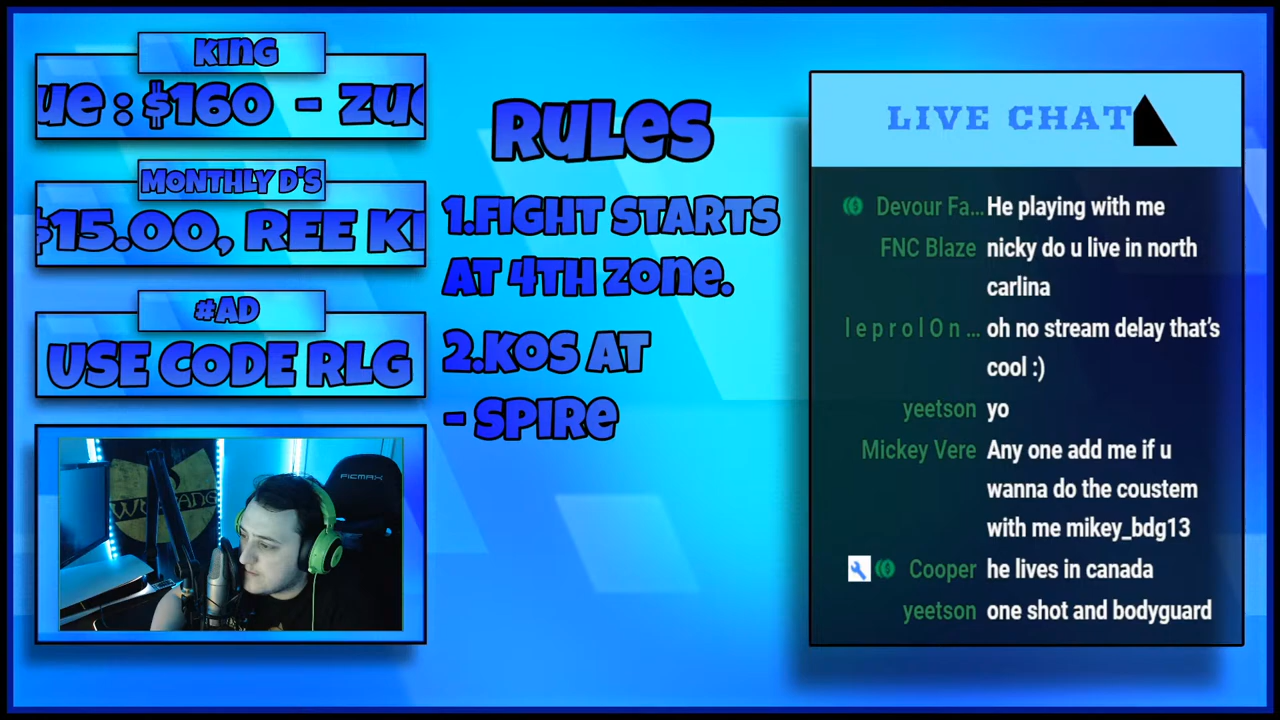 King
ue : $160 - zu
MONTHLY D'S
$15.00, REE K
#AD
USE CODE RLG
RULES
1.FIGHT STARTS
AT 4TH ZONE.
2.KOS AT
- SPIRE
PICMAX
LIVE CHAT
Devour Fa... He playing with me
FNC Blaze nicky do u live in north
carlina
l e p r o l O n ... oh no stream delay that's
cool :)
yeetson yo
Mickey Vere Any one add me if u
wanna do the coustem
with me mikey_bdg13
Cooper he lives in canada
yeetson one shot and bodyguard